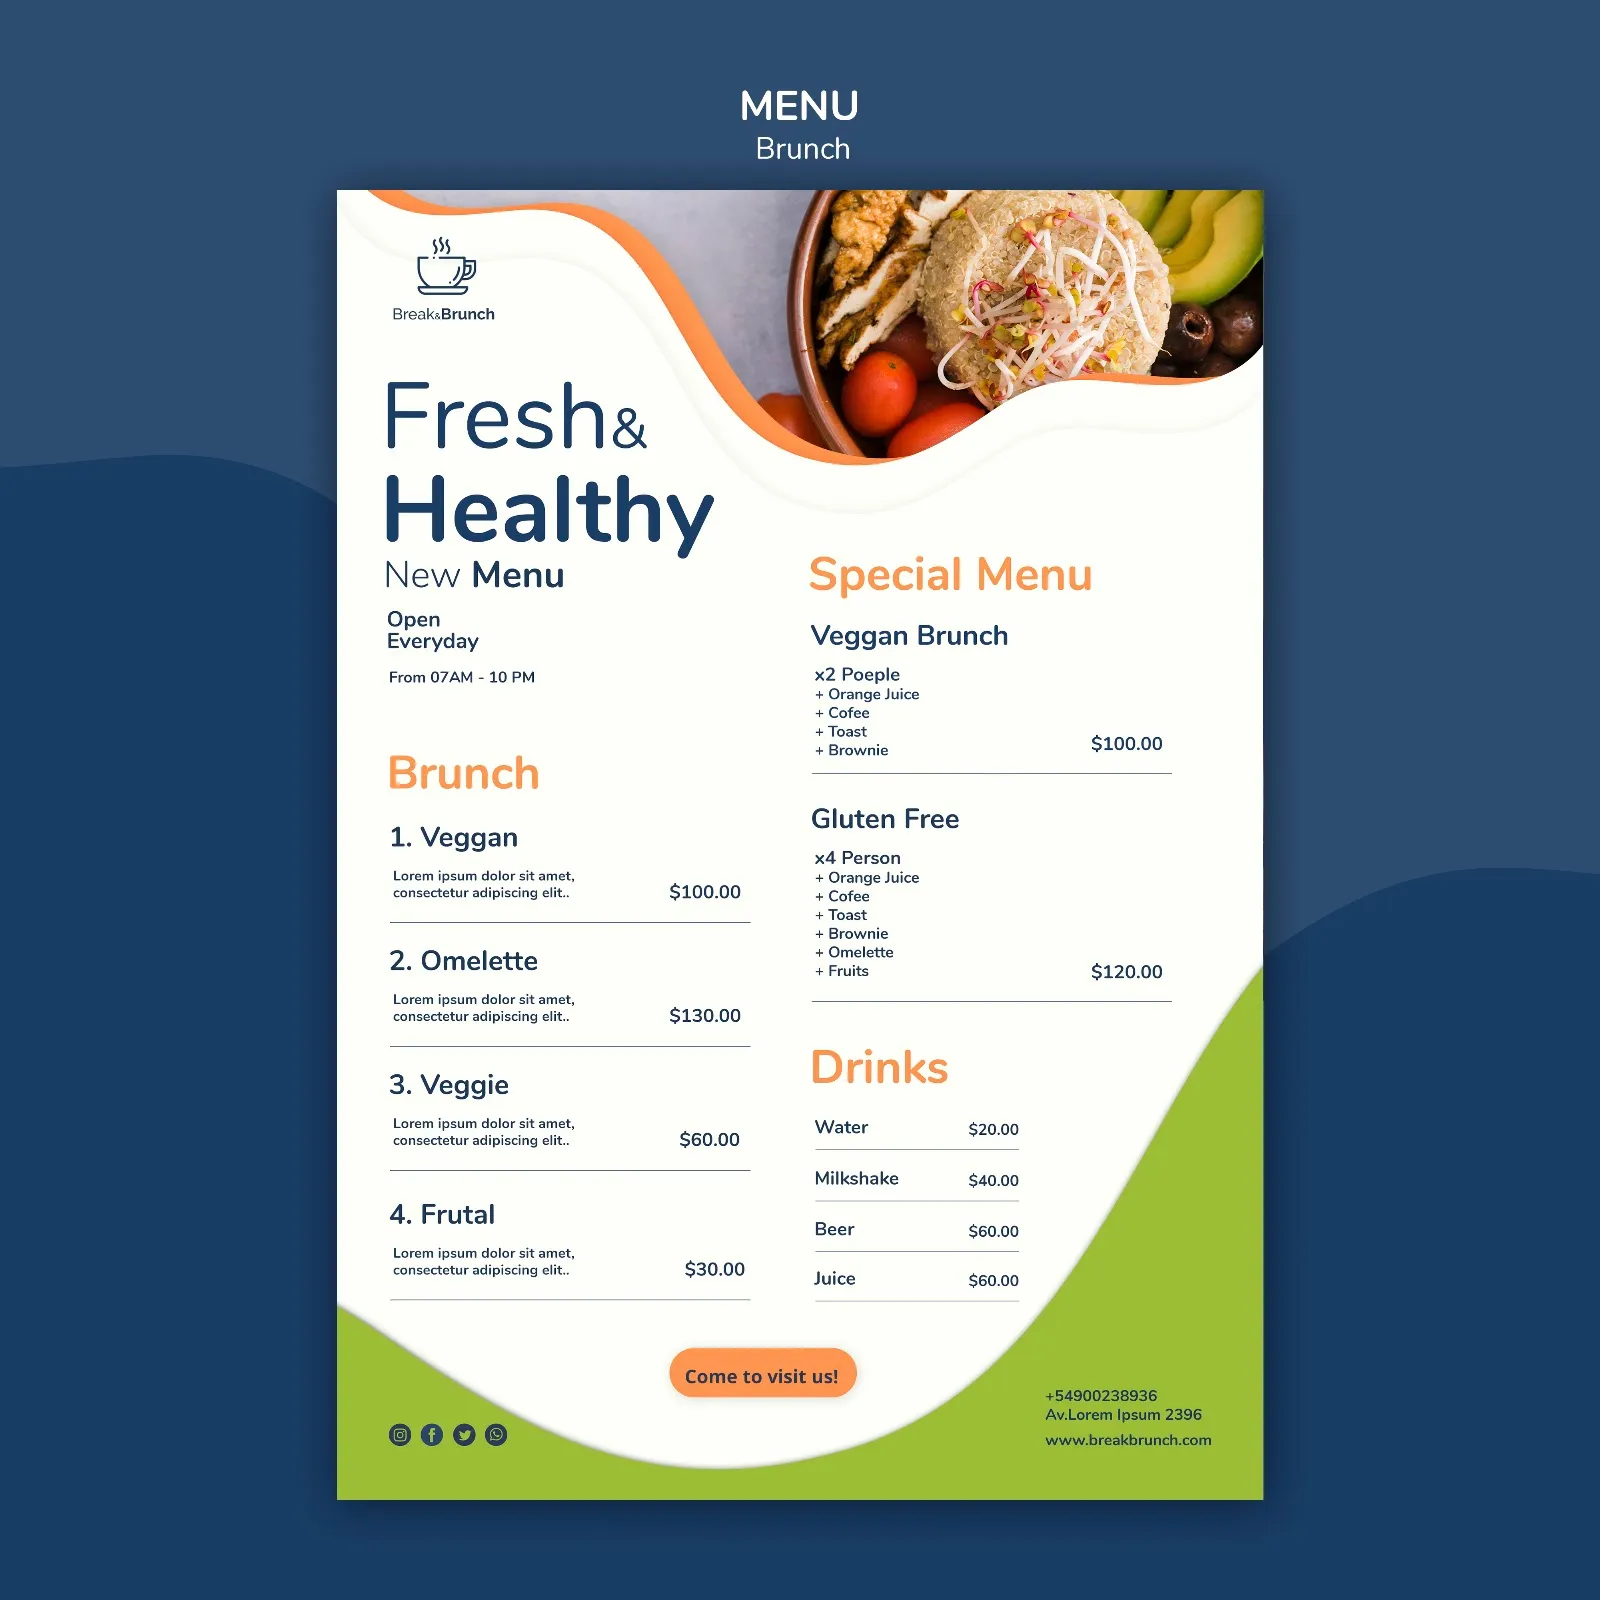 MENU
Brunch
Break&Brunch
Fresh&
Healthy
New Menu
Open
Everyday
From 07AM - 10 PM
Brunch
1. Veggan
Lorem ipsum dolor sit amet,
consectetur adipiscing elit..
$100.00
2. Omelette
Lorem ipsum dolor sit amet,
consectetur adipiscing elit..
$130.00
3. Veggie
Lorem ipsum dolor sit amet,
consectetur adipiscing elit..
$60.00
4. Frutal
Lorem ipsum dolor sit amet,
consectetur adipiscing elit..
$30.00
Special Menu
Veggan Brunch
x2 Poeple
+ Orange Juice
+ Cofee
+ Toast
+ Brownie
$100.00
Gluten Free
x4 Person
+ Orange Juice
+ Cofee
+ Toast
+ Brownie
+ Omelette
+ Fruits
$120.00
Drinks
Water $20.00
Milkshake $40.00
Beer $60.00
Juice $60.00
Come to visit us!
+54900238936
Av.Lorem Ipsum 2396
www.breakbrunch.com